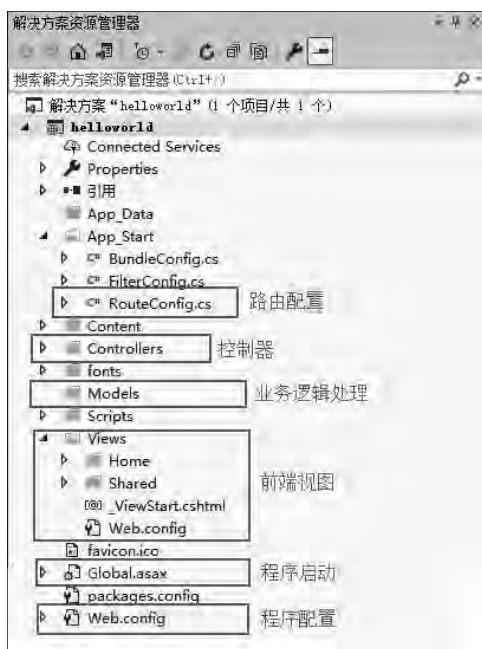 解决方案资源管理器
搜索解决方案资源管理器(Ctrl+;)
解决方案“helloworld”(1 个项目/共 1 个)
helloworld
Connected Services
Properties
引用
App_Data
App_Start
C# BundleConfig.cs
C# FilterConfig.cs
C# RouteConfig.cs 路由配置
Content
Controllers 控制器
fonts
Models 业务逻辑处理
Scripts
Views
Home
Shared 前端视图
[@] _ViewStart.cshtml
Web.config
favicon.ico
Global.asax 程序启动
packages.config
Web.config 程序配置